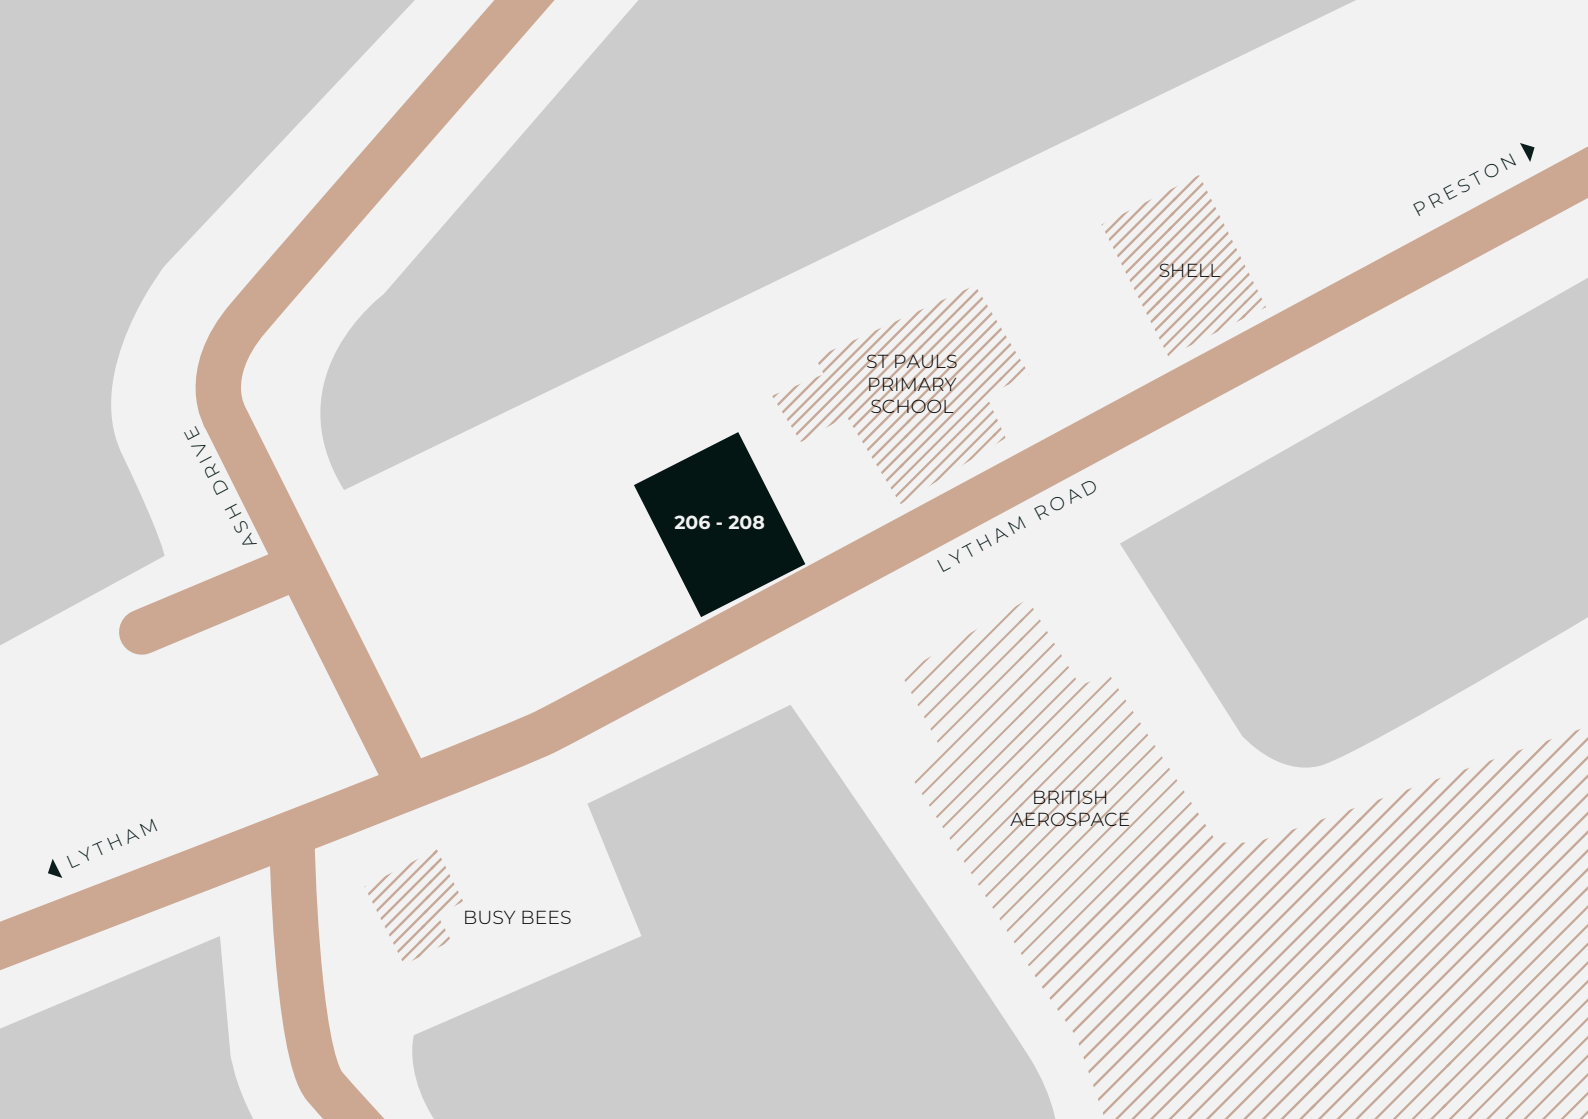 PRESTON
SHELL
ST PAULS
PRIMARY
SCHOOL
ASH DRIVE
206 - 208
LYTHAM ROAD
BRITISH
AEROSPACE
LYTHAM
BUSY BEES